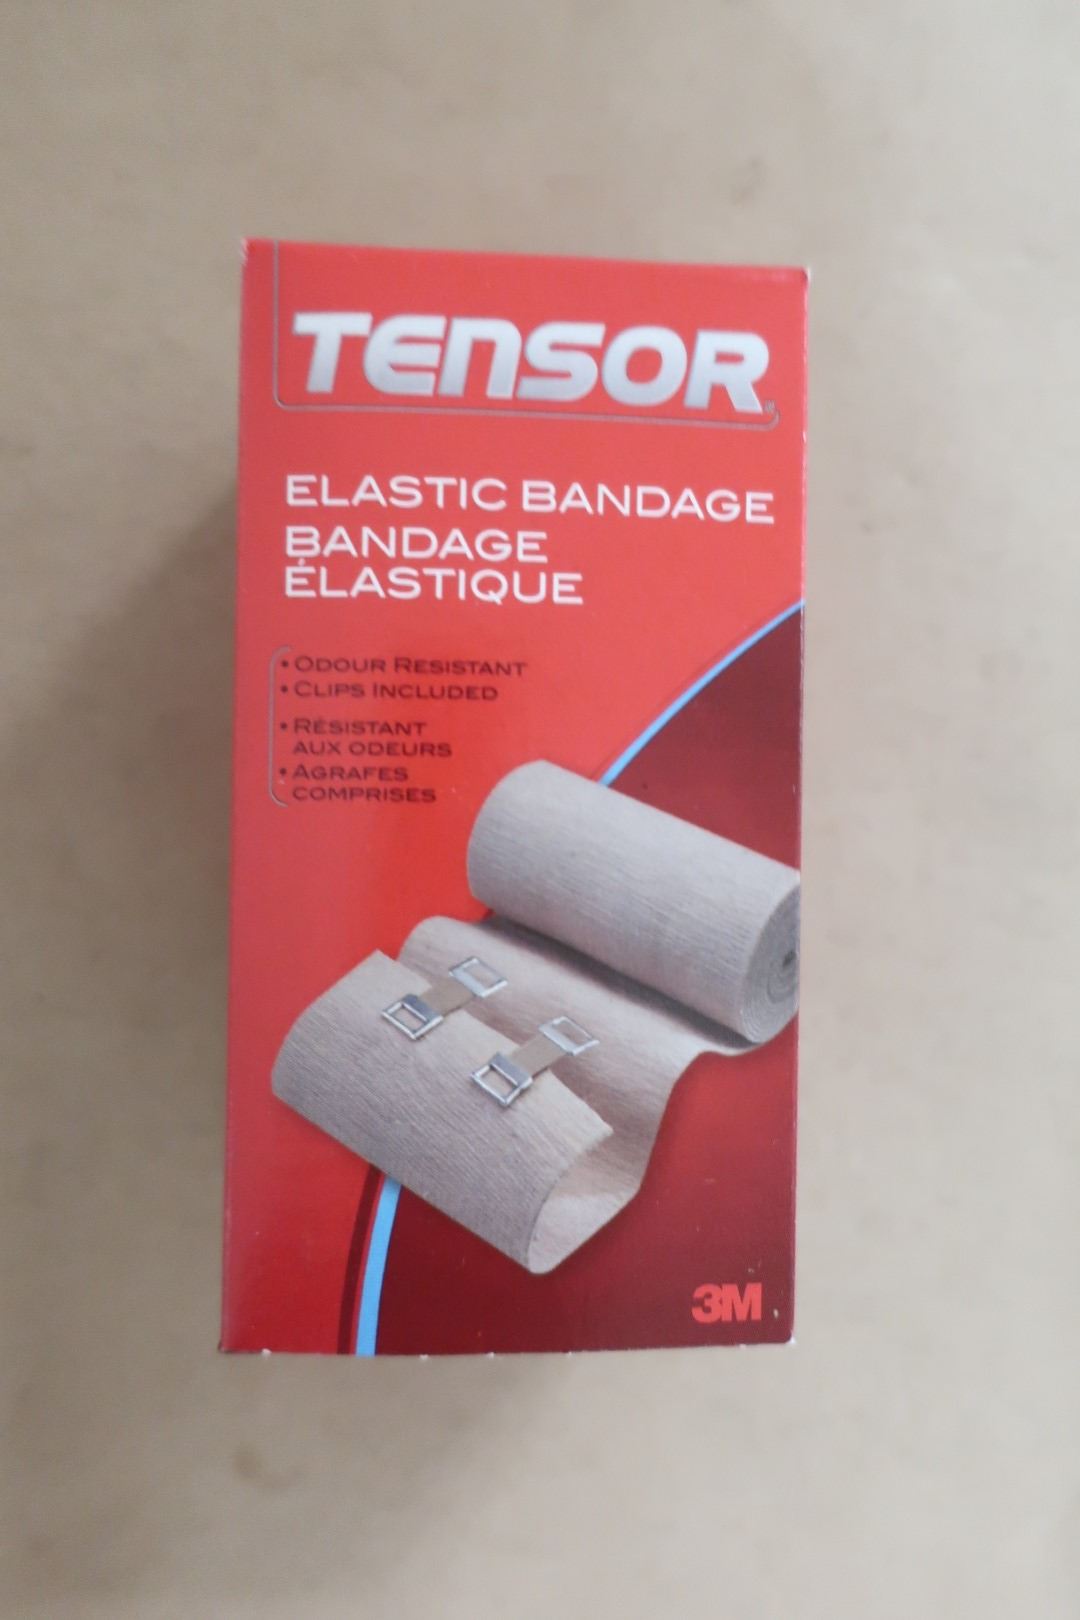 TENSOR
ELASTIC BANDAGE
BANDAGE
ÉLASTIQUE
• ODOUR RESISTANT
• CLIPS INCLUDED
• RÉSISTANT
AUX ODEURS
• AGRAFES
COMPRISES
3M